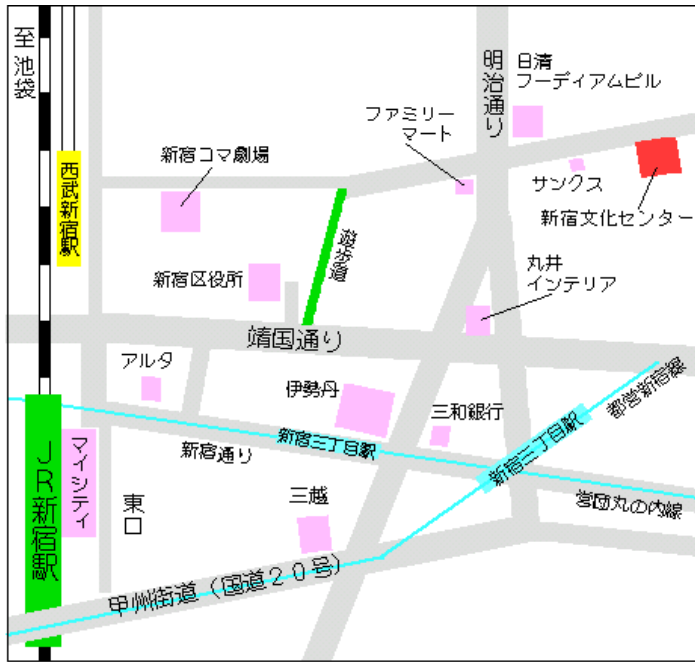 至池袋
明治通り
日清
フーディアムビル
ファミリー
マート
新宿コマ劇場
西武新宿駅
サンクス
新宿文化センター
遊歩道
新宿区役所
丸井
インテリア
靖国通り
アルタ
伊勢丹
都営新宿線
三和銀行
新宿三丁目駅
新宿三丁目駅
新宿通り
マイシティ
JR新宿駅
東口
三越
営団丸の内線
甲州街道（国道２０号）